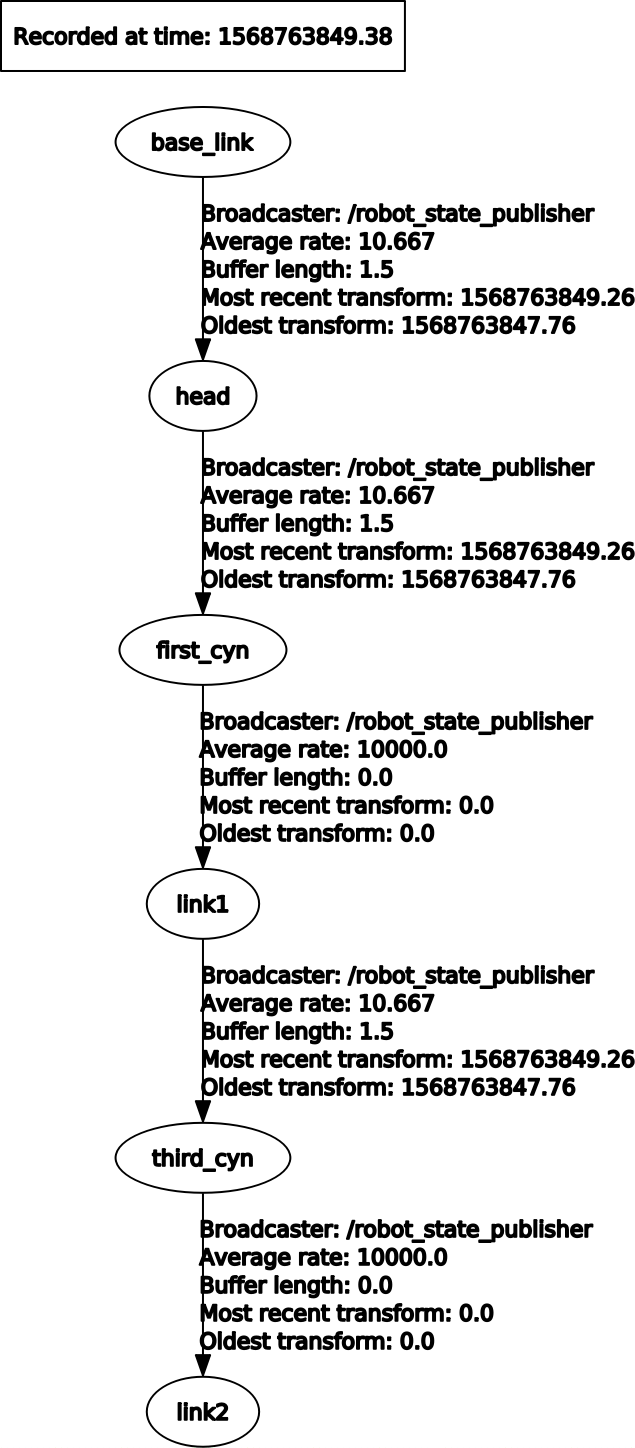 Recorded at time: 1568763849.38
base_link
Broadcaster: /robot_state_publisher
Average rate: 10.667
Buffer length: 1.5
Most recent transform: 1568763849.26
Oldest transform: 1568763847.76
head
Broadcaster: /robot_state_publisher
Average rate: 10.667
Buffer length: 1.5
Most recent transform: 1568763849.26
Oldest transform: 1568763847.76
first_cyn
Broadcaster: /robot_state_publisher
Average rate: 10000.0
Buffer length: 0.0
Most recent transform: 0.0
Oldest transform: 0.0
link1
Broadcaster: /robot_state_publisher
Average rate: 10.667
Buffer length: 1.5
Most recent transform: 1568763849.26
Oldest transform: 1568763847.76
third_cyn
Broadcaster: /robot_state_publisher
Average rate: 10000.0
Buffer length: 0.0
Most recent transform: 0.0
Oldest transform: 0.0
link2